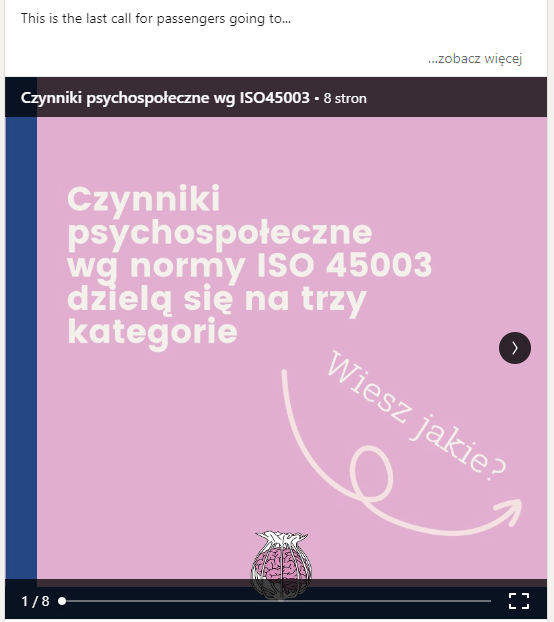 This is the last call for passengers going to...
...zobacz więcej
Czynniki psychospołeczne wg ISO45003 • 8 stron
Czynniki
psychospołeczne
wg normy ISO 45003
dzielą się na trzy
kategorie
Wiesz jakie?
1 / 8